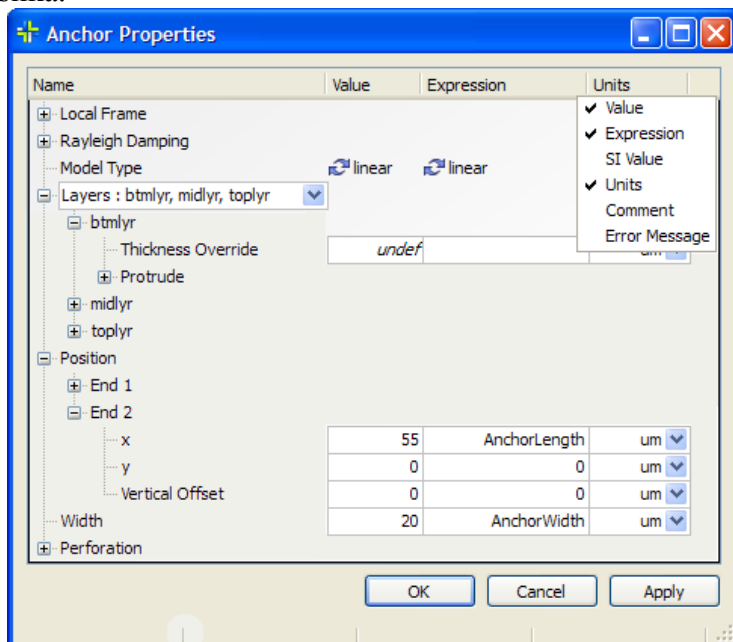 Anchor Properties
Name Value Expression Units
Local Frame
Rayleigh Damping
Model Type linear linear
Layers : btmlyr, midlyr, toplyr
btmlyr
Thickness Override undef um
Protrude
midlyr
toplyr
Position
End 1
End 2
x 55 AnchorLength um
y 0 0 um
Vertical Offset 0 0 um
Width 20 AnchorWidth um
Perforation
Value
Expression
SI Value
Units
Comment
Error Message
OK Cancel Apply